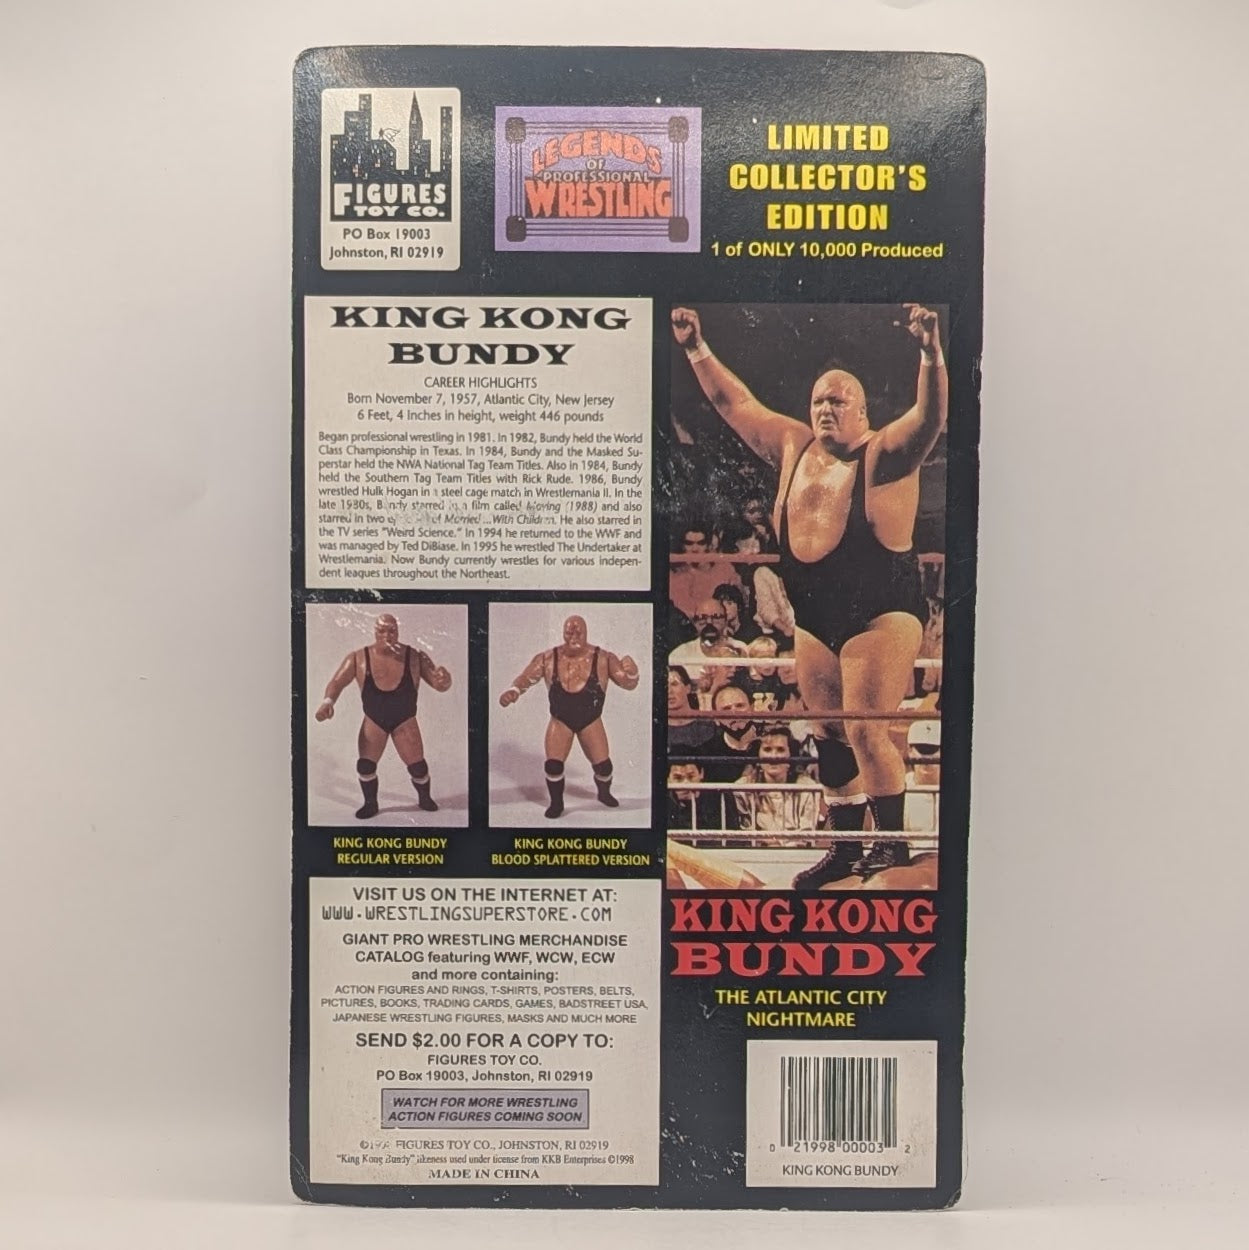 FIGURES
TOY CO.
PO Box 19003
Johnston, RI 02919
LEGENDS
OF
PROFESSIONAL
WRESTLING
LIMITED
COLLECTOR'S
EDITION
1 of ONLY 10,000 Produced
KING KONG
BUNDY
CAREER HIGHLIGHTS
Born November 7, 1957, Atlantic City, New Jersey
6 Feet, 4 Inches in height, weight 446 pounds
Began professional wrestling in 1981. In 1982, Bundy held the World
Class Championship in Texas. In 1984, Bundy and the Masked Su-
perstar held the NWA National Tag Team Titles. Also in 1984, Bundy
held the Southern Tag Team Titles with Rick Rude. 1986, Bundy
wrestled Hulk Hogan in a steel cage match in Wrestlemania II. In the
late 1980s, Bundy starred in a film called Moving (1988) and also
starred in two of Married...With Children. He also starred in
the TV series "Weird Science." In 1994 he returned to the WWF and
was managed by Ted DiBiase. In 1995 he wrestled The Undertaker at
Wrestlemania. Now Bundy currently wrestles for various indepen-
dent leagues throughout the Northeast.
KING KONG BUNDY
REGULAR VERSION
KING KONG BUNDY
BLOOD SPLATTERED VERSION
VISIT US ON THE INTERNET AT:
WWW.WRESTLINGSUPERSTORE.COM
GIANT PRO WRESTLING MERCHANDISE
CATALOG featuring WWF, WCW, ECW
and more containing:
ACTION FIGURES AND RINGS, T-SHIRTS, POSTERS, BELTS,
PICTURES, BOOKS, TRADING CARDS, GAMES, BADSTREET USA,
JAPANESE WRESTLING FIGURES, MASKS AND MUCH MORE
SEND $2.00 FOR A COPY TO:
FIGURES TOY CO.
PO Box 19003, Johnston, RI 02919
WATCH FOR MORE WRESTLING
ACTION FIGURES COMING SOON
FIGURES TOY CO., JOHNSTON, RI 02919
"King Kong Bundy" likeness used under license from KKB Enterprises ©1998
MADE IN CHINA
KING KONG
BUNDY
THE ATLANTIC CITY
NIGHTMARE
0 21998 00003 2
KING KONG BUNDY